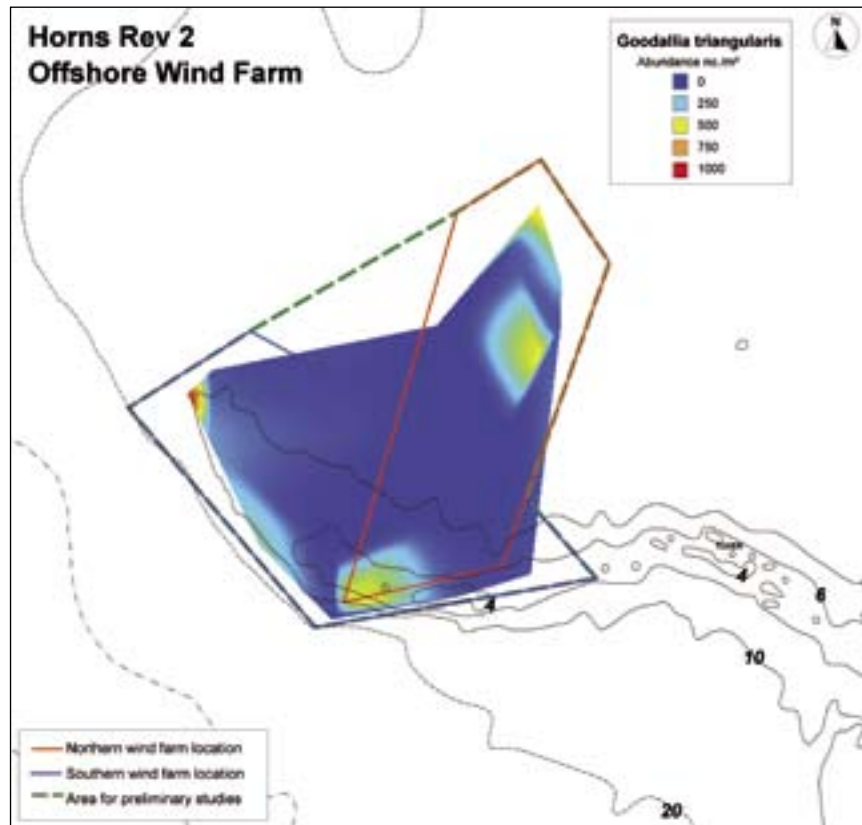 Horns Rev 2
Offshore Wind Farm
N
Goodallia triangularis
Abundance no./m²
0
250
500
750
1000
4
4
6
10
20
Northern wind farm location
Southern wind farm location
Area for preliminary studies